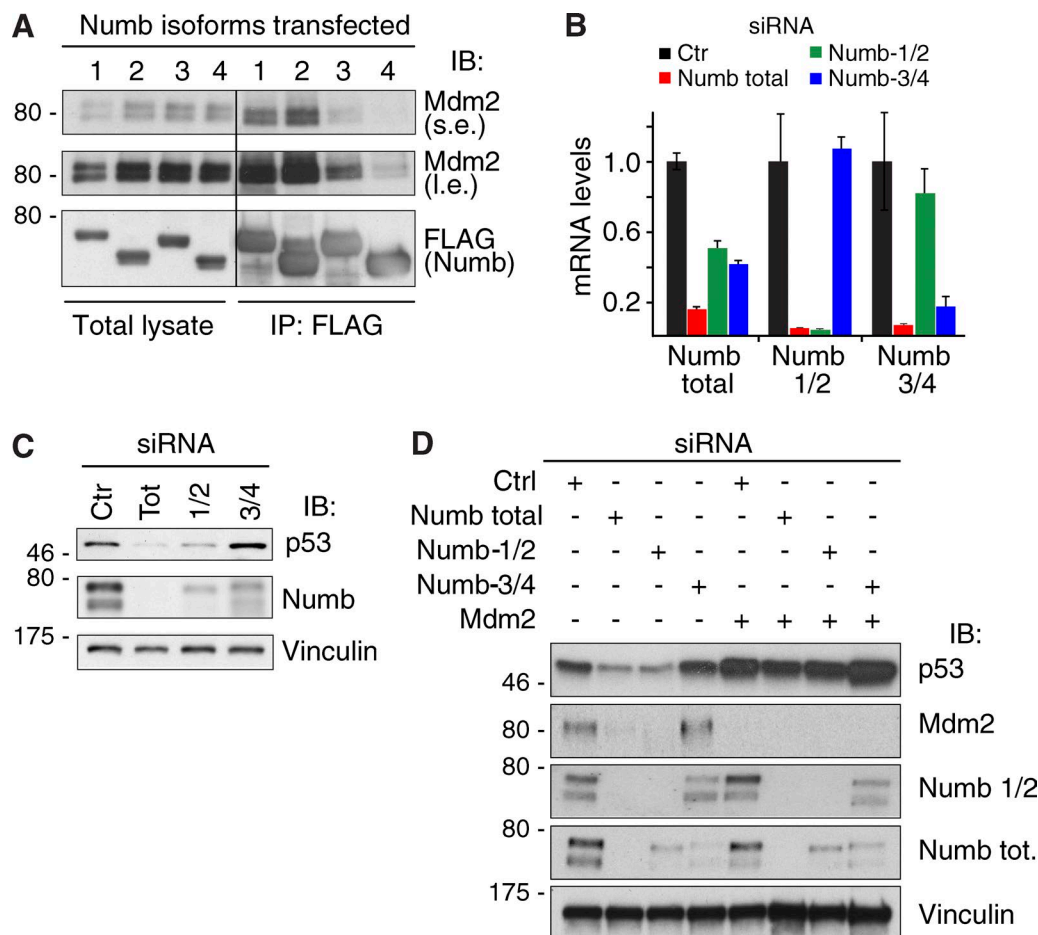 A
Numb isoforms transfected
1 2 3 4 1 2 3 4 IB:
80 - Mdm2
(s.e.)
80 - Mdm2
(l.e.)
80 - FLAG
(Numb)
Total lysate IP: FLAG
B
siRNA
Ctr Numb-1/2
Numb total Numb-3/4
mRNA levels
1.0
0.6
0.2
Numb Numb Numb
total 1/2 3/4
C
siRNA
Ctr Tot 1/2 3/4 IB:
46 - p53
80 - Numb
175 - Vinculin
D
siRNA
Ctrl + - - - + - - -
Numb total - + - - - + - -
Numb-1/2 - - + - - - + -
Numb-3/4 - - - + - - - +
Mdm2 - - - - + + + +
IB:
46 - p53
80 - Mdm2
80 - Numb 1/2
80 - Numb tot.
175 - Vinculin